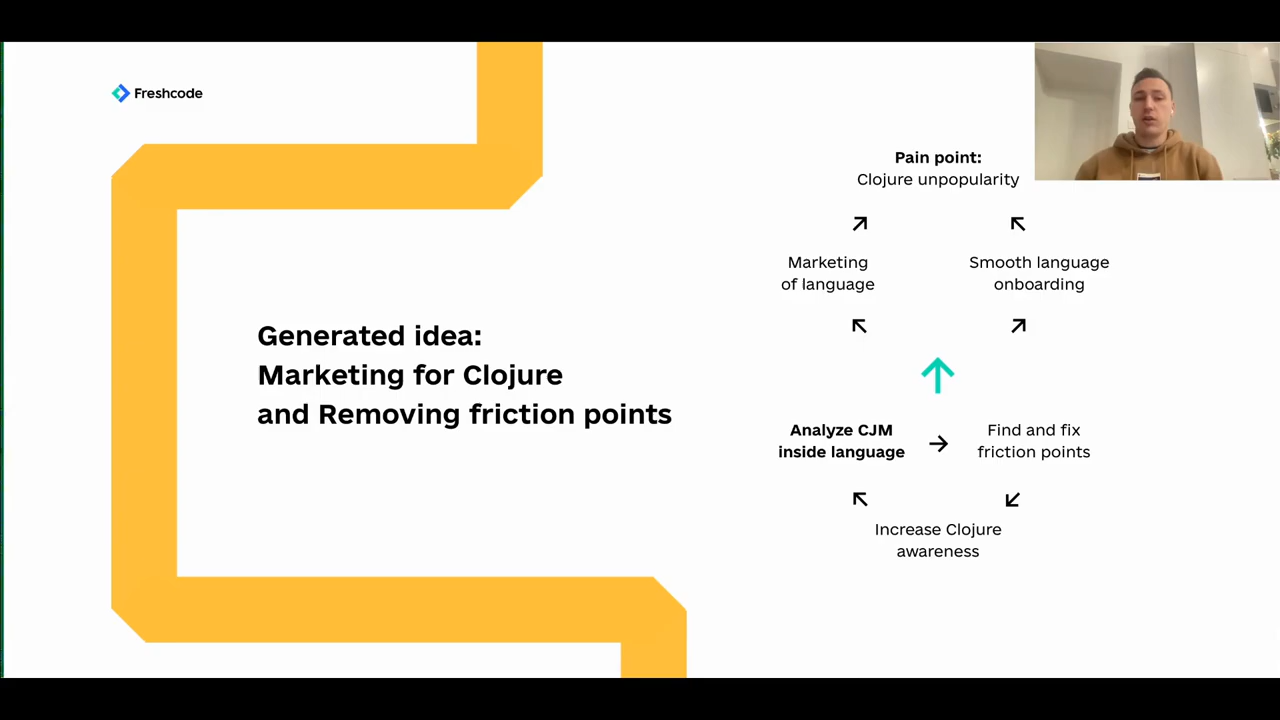 Freshcode
Generated idea:
Marketing for Clojure
and Removing friction points
Pain point:
Clojure unpopularity
Marketing
of language
Smooth language
onboarding
Analyze CJM
inside language
Find and fix
friction points
Increase Clojure
awareness